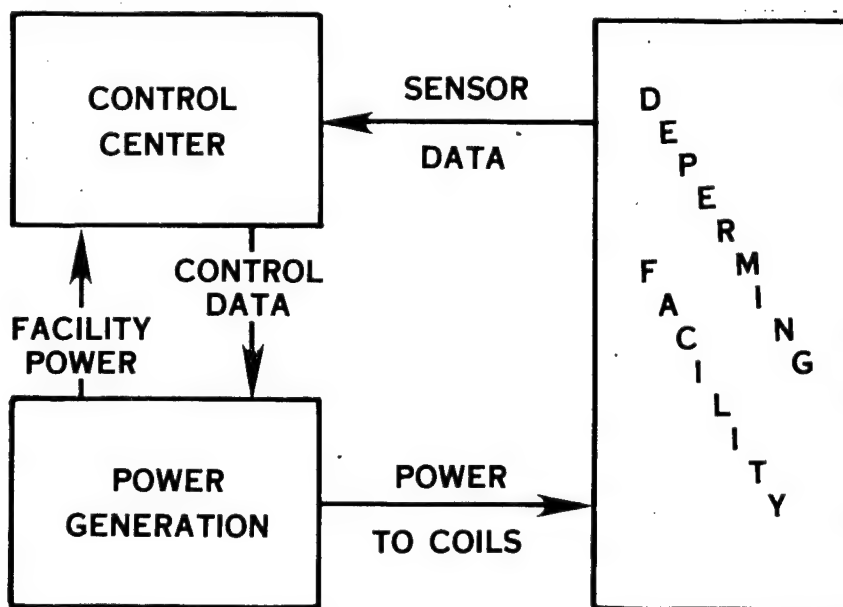 CONTROL
CENTER
SENSOR
DATA
DEPERMING
FACILITY
CONTROL
DATA
FACILITY
POWER
POWER
GENERATION
POWER
TO COILS